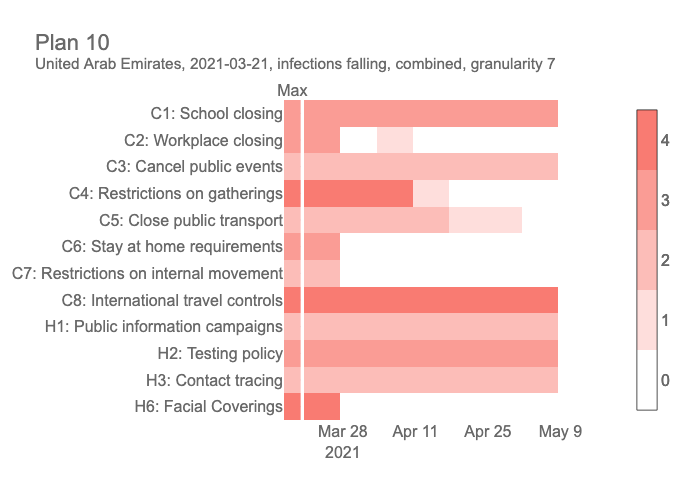 Plan 10
United Arab Emirates, 2021-03-21, infections falling, combined, granularity 7
Max
C1: School closing
C2: Workplace closing
C3: Cancel public events
C4: Restrictions on gatherings
C5: Close public transport
C6: Stay at home requirements
C7: Restrictions on internal movement
C8: International travel controls
H1: Public information campaigns
H2: Testing policy
H3: Contact tracing
H6: Facial Coverings
Mar 28 Apr 11 Apr 25 May 9
2021
4
3
2
1
0